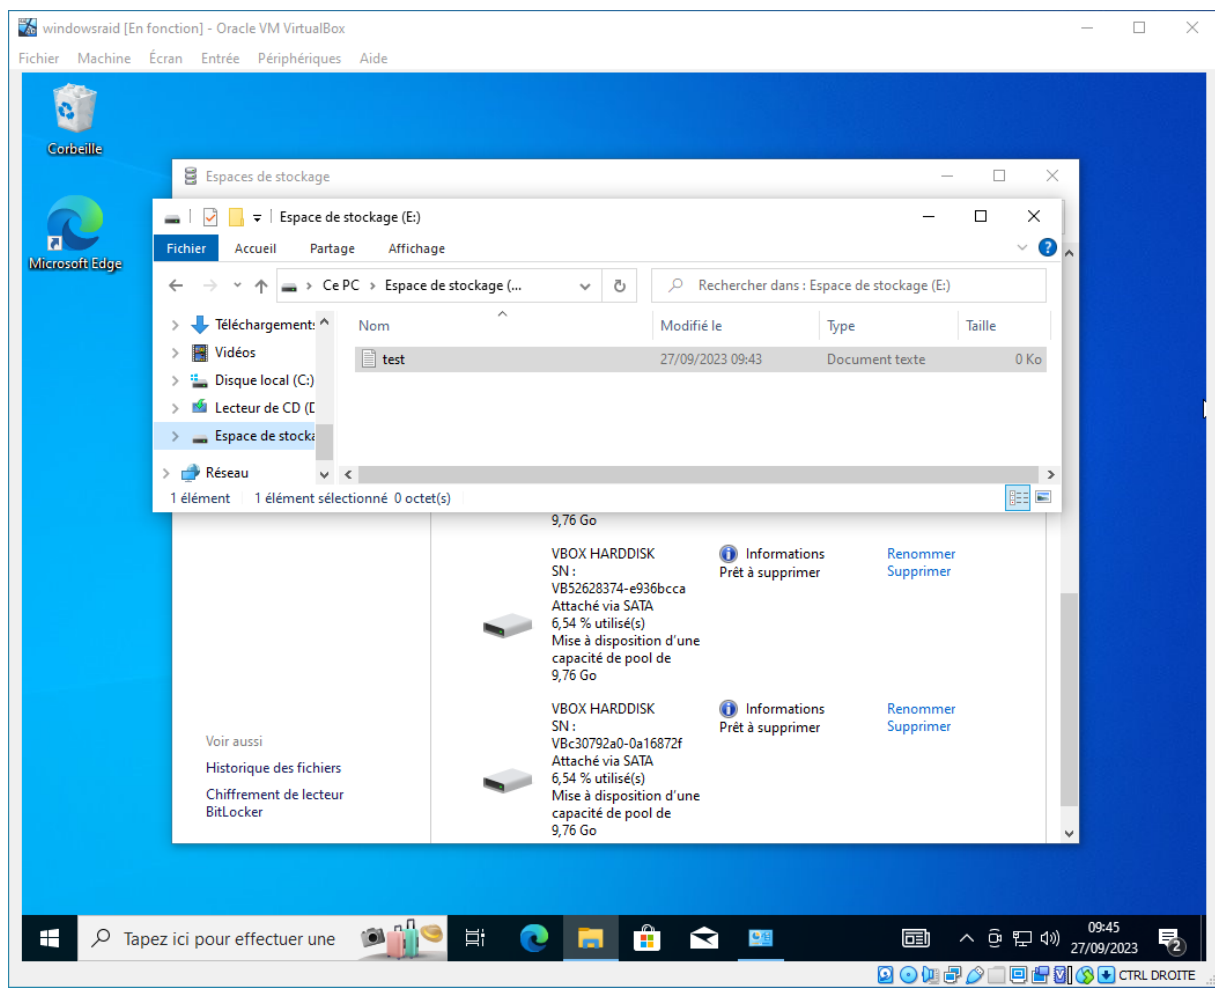 windowsraid [En fonction] - Oracle VM VirtualBox
Fichier Machine Écran Entrée Périphériques Aide
Corbeille
Microsoft Edge
Espaces de stockage
Espace de stockage (E:)
Fichier Accueil Partage Affichage
Ce PC › Espace de stockage (...
Rechercher dans : Espace de stockage (E:)
Téléchargement:
Vidéos
Disque local (C:)
Lecteur de CD (D
Espace de stocka
Réseau
Nom Modifié le Type Taille
test 27/09/2023 09:43 Document texte 0 Ko
1 élément 1 élément sélectionné 0 octet(s)
9,76 Go
VBOX HARDDISK
SN :
VB52628374-e936bcca
Attaché via SATA
6,54 % utilisé(s)
Mise à disposition d'une
capacité de pool de
9,76 Go
Informations
Prêt à supprimer
Renommer
Supprimer
VBOX HARDDISK
SN :
VBc30792a0-0a16872f
Attaché via SATA
6,54 % utilisé(s)
Mise à disposition d'une
capacité de pool de
9,76 Go
Informations
Prêt à supprimer
Renommer
Supprimer
Voir aussi
Historique des fichiers
Chiffrement de lecteur
BitLocker
Tapez ici pour effectuer une
09:45
27/09/2023
2
CTRL DROITE